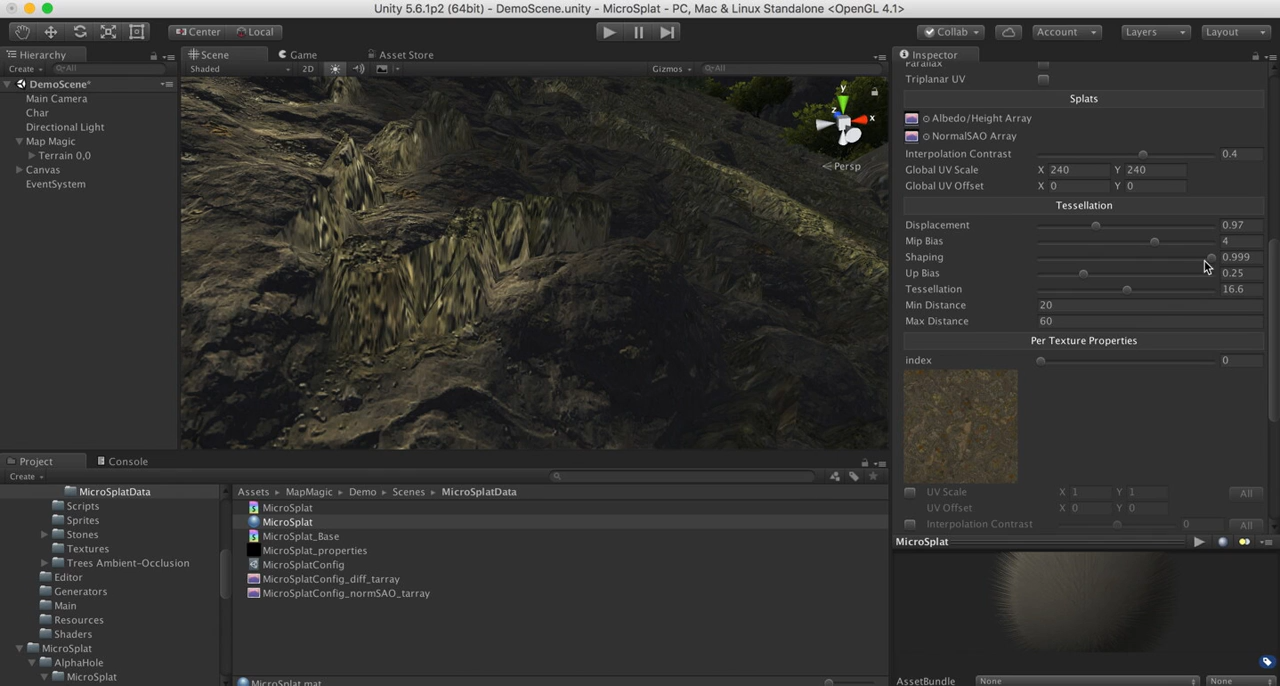 Unity 5.6.1p2 (64bit) - DemoScene.unity - MicroSplat - PC, Mac & Linux Standalone <OpenGL 4.1>
Center Local Collab Account Layers Layout
Hierarchy Scene Game Asset Store Inspector
Create All Shaded 2D Gizmos All
Parallax
Triplanar UV
DemoScene*
Main Camera
Char
Directional Light
Map Magic
Terrain 0,0
Canvas
EventSystem
y
x
z
Persp
Splats
Albedo/Height Array
NormalSAO Array
Interpolation Contrast 0.4
Global UV Scale X 240 Y 240
Global UV Offset X 0 Y 0
Tessellation
Displacement 0.97
Mip Bias 4
Shaping 0.999
Up Bias 0.25
Tessellation 16.6
Min Distance 20
Max Distance 60
Per Texture Properties
index 0
UV Scale X 1 Y 1 All
UV Offset X 0 Y 0
Interpolation Contrast 0 All
Project Console
Create
MicroSplatData
Scripts
Sprites
Stones
Textures
Trees Ambient-Occlusion
Editor
Generators
Main
Resources
Shaders
MicroSplat
AlphaHole
MicroSplat
Assets > MapMagic > Demo > Scenes > MicroSplatData
MicroSplat
MicroSplat
MicroSplat_Base
MicroSplat_properties
MicroSplatConfig
MicroSplatConfig_diff_tarray
MicroSplatConfig_normSAO_tarray
MicroSplat.mat
MicroSplat
AssetBundle None None